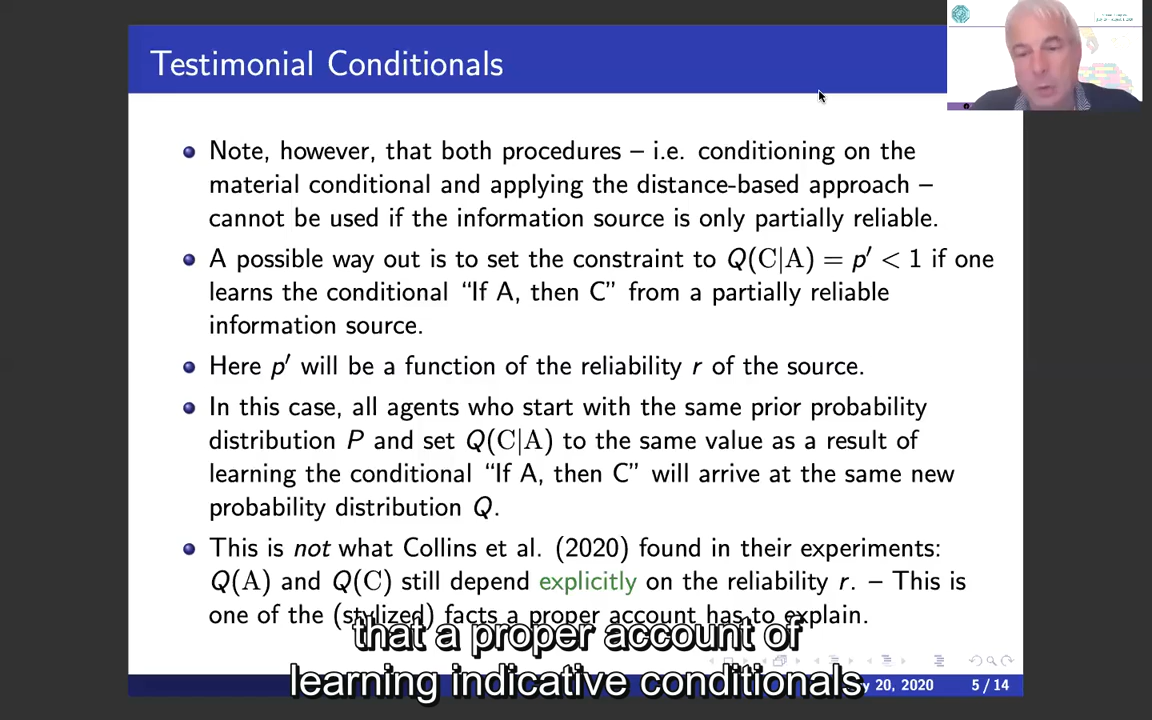 Testimonial Conditionals
Note, however, that both procedures – i.e. conditioning on the
material conditional and applying the distance-based approach –
cannot be used if the information source is only partially reliable.
A possible way out is to set the constraint to Q(C|A) = p′ < 1 if one
learns the conditional “If A, then C” from a partially reliable
information source.
Here p′ will be a function of the reliability r of the source.
In this case, all agents who start with the same prior probability
distribution P and set Q(C|A) to the same value as a result of
learning the conditional “If A, then C” will arrive at the same new
probability distribution Q.
This is not what Collins et al. (2020) found in their experiments:
Q(A) and Q(C) still depend explicitly on the reliability r. – This is
one of the (stylized) facts a proper account has to explain.
that a proper account of
learning indicative conditionals
20, 2020 5 / 14